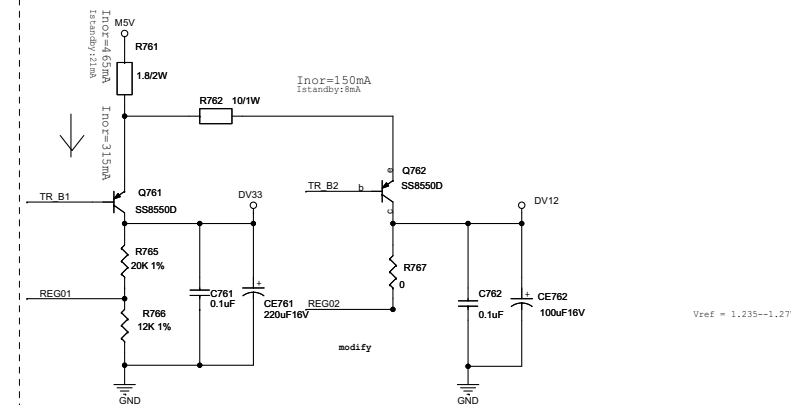 Inor=465mA
Istandby:21mA
M5V
R761
1.8/2W
Inor=150mA
Istandby:8mA
R762 10/1W
Inor=315mA
e
Q762
SS8550D
Q761
SS8550D
TR_B1
TR_B2
b
c
DV33
DV12
R765
20K 1%
R767
0
REG01
C761
0.1uF
CE761
220uF16V
REG02
C762
0.1uF
CE762
100uF16V
R766
12K 1%
modify
GND
GND